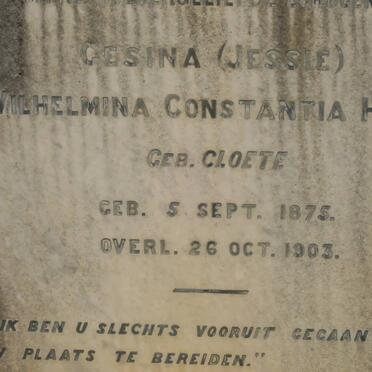 GESINA (JESSIE)
WILHELMINA CONSTANTIA H
GEB. CLOETE
GEB. 5 SEPT. 1875.
OVERL. 26 OCT. 1903.
IK BEN U SLECHTS VOORUIT GEGAAN
PLAATS TE BEREIDEN."